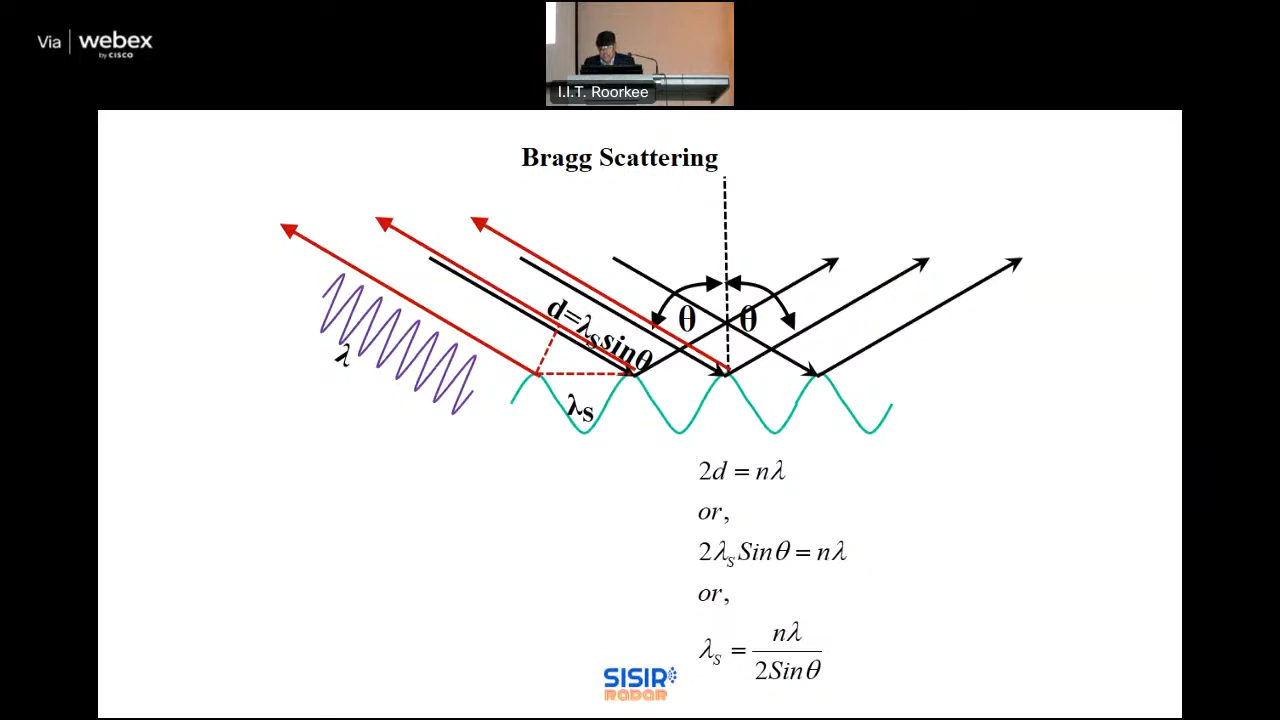 Via | webex
by CISCO
I.I.T. Roorkee
Bragg Scattering
θ θ
d=λₛsinθ
λ
λs
2d = nλ
or,
2λₛSinθ = nλ
or,
λₛ = nλ / 2Sinθ
SISIR
RADAR